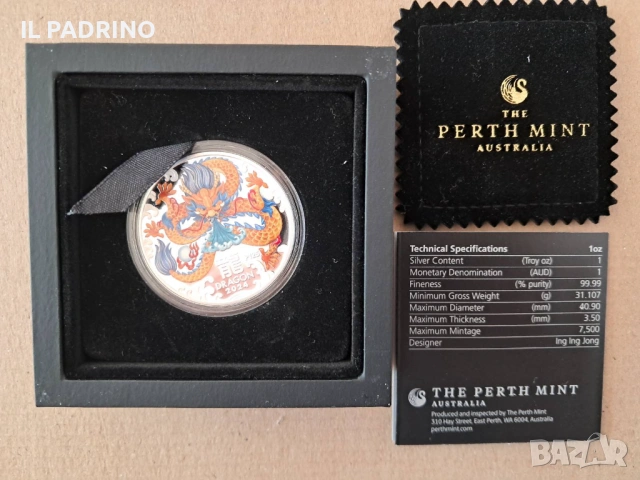 IL PADRINO
THE
PERTH MINT
AUSTRALIA
龍
DRAGON
2024
Technical Specifications 1oz
Silver Content (Troy oz) 1
Monetary Denomination (AUD) 1
Fineness (% purity) 99.99
Minimum Gross Weight (g) 31.107
Maximum Diameter (mm) 40.90
Maximum Thickness (mm) 3.50
Maximum Mintage 7,500
Designer Ing Ing Jong
THE PERTH MINT
AUSTRALIA
Produced and inspected by The Perth Mint
310 Hay Street, East Perth, WA 6004, Australia
perthmint.com
BAZAR